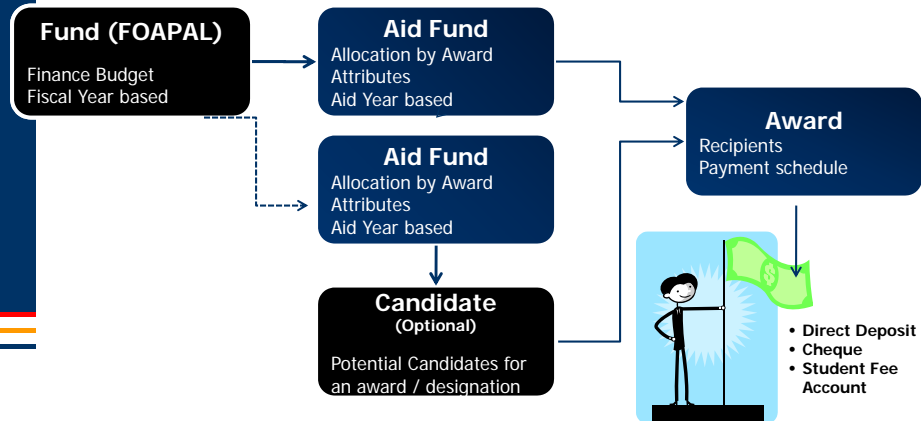 Fund (FOAPAL)
Finance Budget
Fiscal Year based
Aid Fund
Allocation by Award
Attributes
Aid Year based
Aid Fund
Allocation by Award
Attributes
Aid Year based
Candidate
(Optional)
Potential Candidates for
an award / designation
Award
Recipients
Payment schedule
$
• Direct Deposit
• Cheque
• Student Fee
Account